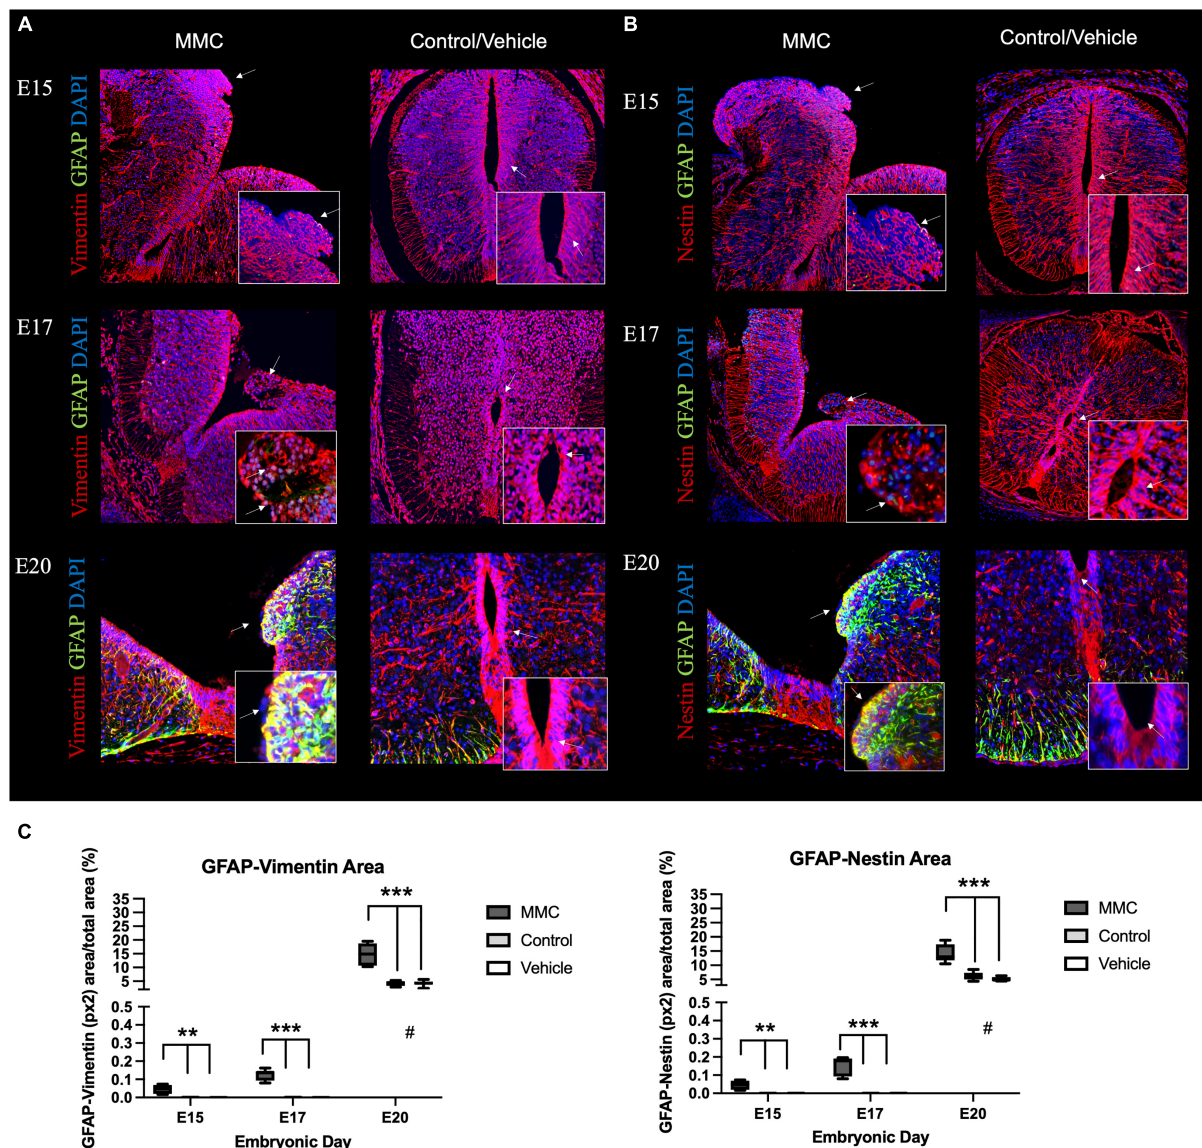 A
MMC
Control/Vehicle
E15
Vimentin GFAP DAPI
E17
Vimentin GFAP DAPI
E20
Vimentin GFAP DAPI
B
MMC
Control/Vehicle
E15
Nestin GFAP DAPI
E17
Nestin GFAP DAPI
E20
Nestin GFAP DAPI
C
GFAP-Vimentin Area
GFAP-Vimentin (px2) area/total area (%)
35
30
25
20
15
10
5
0.5
0.4
0.3
0.2
0.1
0.0
**
***
***
#
E15
E17
E20
Embryonic Day
MMC
Control
Vehicle
GFAP-Nestin Area
GFAP-Nestin (px2) area/total area (%)
35
30
25
20
15
10
5
0.5
0.4
0.3
0.2
0.1
0.0
**
***
***
#
E15
E17
E20
Embryonic Day
MMC
Control
Vehicle